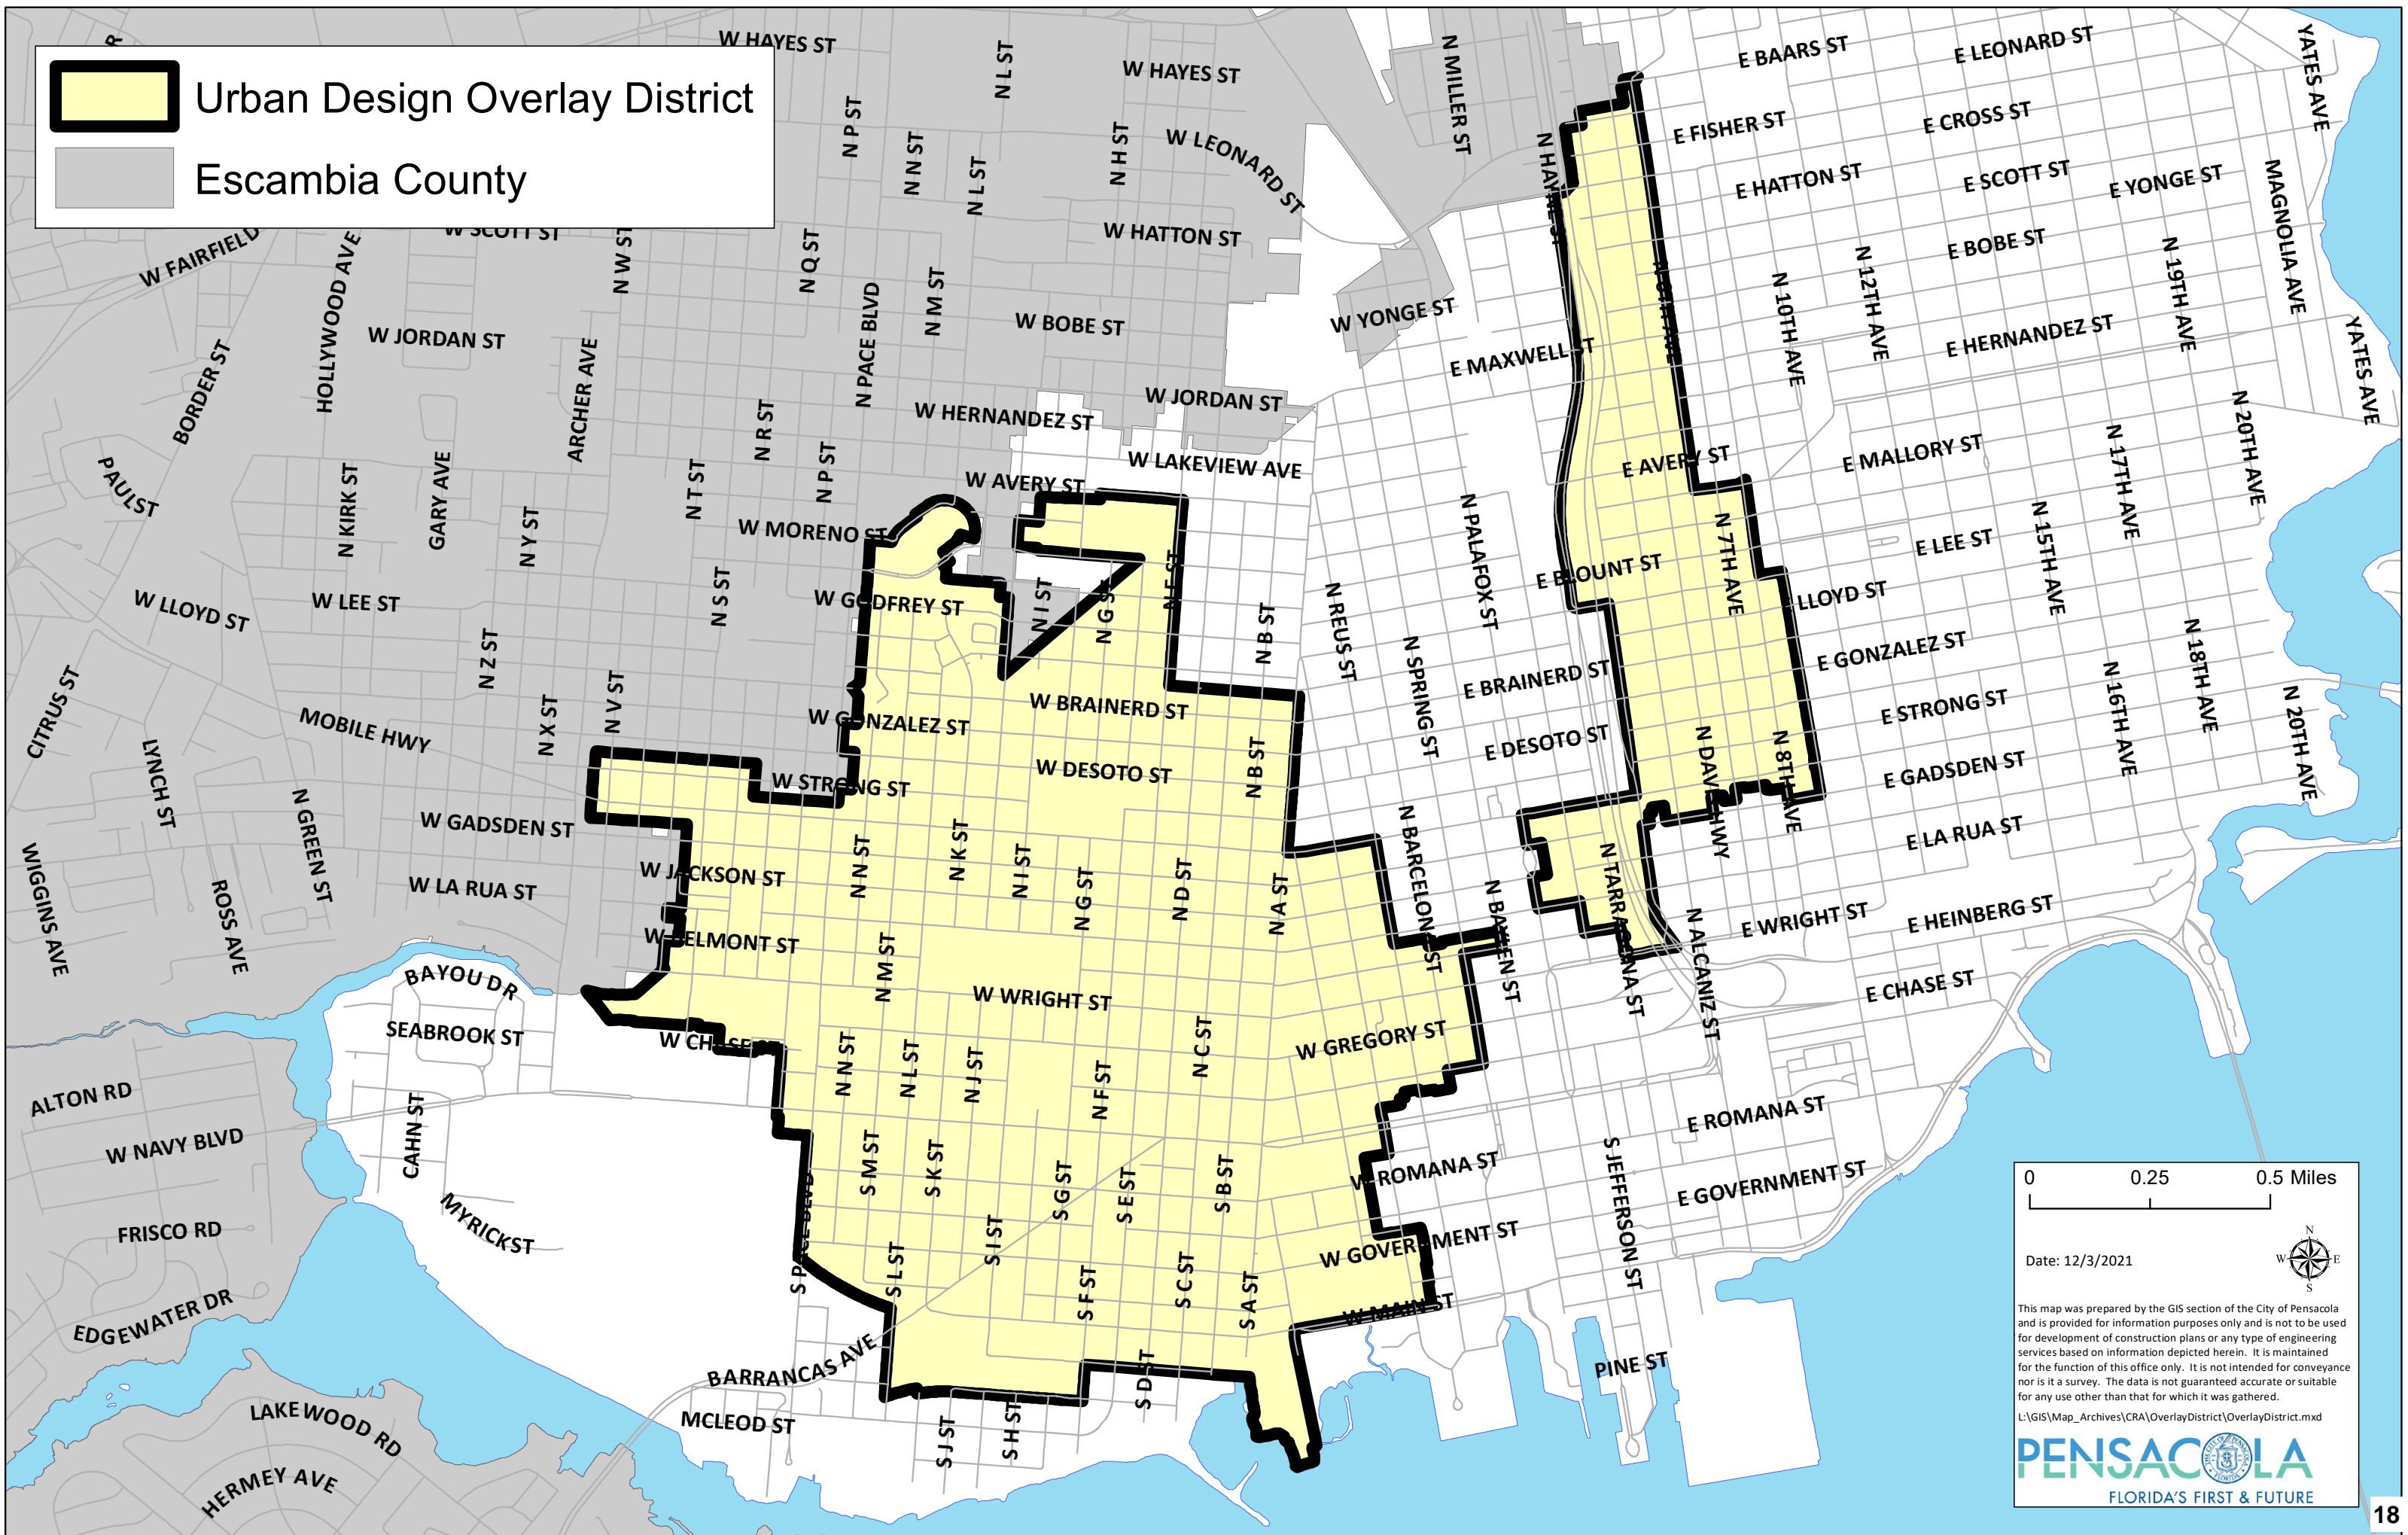 Urban Design Overlay District
Escambia County
W HAYES ST
N L ST
W HAYES ST
N MILLER ST
E BAARS ST
E LEONARD ST
YATES AVE
N P ST
N N ST
N L ST
N H ST
W LEONARD ST
E FISHER ST
E CROSS ST
W SCOTT ST
W FAIRFIELD
HOLLYWOOD AVE
N W ST
N Q ST
W HATTON ST
E HATTON ST
E SCOTT ST
E YONGE ST
MAGNOLIA AVE
N PACE BLVD
N M ST
W BOBE ST
W YONGE ST
E BOBE ST
N 10TH AVE
N 12TH AVE
N 19TH AVE
W JORDAN ST
BORDER ST
ARCHER AVE
E MAXWELL ST
E HERNANDEZ ST
YATES AVE
N R ST
W HERNANDEZ ST
W JORDAN ST
N 20TH AVE
PAUL ST
N KIRK ST
GARY AVE
N T ST
N P ST
W AVERY ST
W LAKEVIEW AVE
E AVERY ST
E MALLORY ST
N 17TH AVE
N Y ST
W MORENO ST
N PALAFOX ST
N 7TH AVE
E LEE ST
N 15TH AVE
W LLOYD ST
W LEE ST
N S ST
W GODFREY ST
N I ST
N G ST
N E ST
N B ST
N REUS ST
E BLOUNT ST
LLOYD ST
CITRUS ST
N Z ST
N V ST
N X ST
MOBILE HWY
W GONZALEZ ST
W BRAINERD ST
N SPRING ST
E BRAINERD ST
E GONZALEZ ST
N 16TH AVE
N 18TH AVE
N 20TH AVE
LYNCH ST
W STRONG ST
W DESOTO ST
N B ST
E DESOTO ST
N 8TH AVE
E STRONG ST
E GADSDEN ST
WIGGINS AVE
ROSS AVE
N GREEN ST
W GADSDEN ST
W JACKSON ST
W LA RUA ST
N N ST
N K ST
N I ST
N G ST
N D ST
N A ST
N BAYLEN ST
E LA RUA ST
W BELMONT ST
N M ST
N ALCANIZ ST
E WRIGHT ST
E HEINBERG ST
BAYOU DR
SEABROOK ST
W WRIGHT ST
E CHASE ST
W GREGORY ST
N N ST
N L ST
N J ST
N F ST
N C ST
ALTON RD
W NAVY BLVD
CAHN ST
MYRICK ST
FRISCO RD
EDGEWATER DR
S M ST
S K ST
S G ST
S E ST
S B ST
W ROMANA ST
E ROMANA ST
S JEFFERSON ST
E GOVERNMENT ST
S PACE BLVD
S L ST
S I ST
S F ST
S C ST
S A ST
W GOVERNMENT ST
W MAIN ST
BARRANCAS AVE
S D ST
PINE ST
LAKEWOOD RD
HERMEY AVE
MCLEOD ST
S J ST
S H ST
0 0.25 0.5 Miles
N
W E
S
Date: 12/3/2021
This map was prepared by the GIS section of the City of Pensacola
and is provided for information purposes only and is not to be used
for development of construction plans or any type of engineering
services based on information depicted herein. It is maintained
for the function of this office only. It is not intended for conveyance
nor is it a survey. The data is not guaranteed accurate or suitable
for any use other than that for which it was gathered.
L:\GIS\Map_Archives\CRA\OverlayDistrict\OverlayDistrict.mxd
PENSACOLA
FLORIDA'S FIRST & FUTURE
18